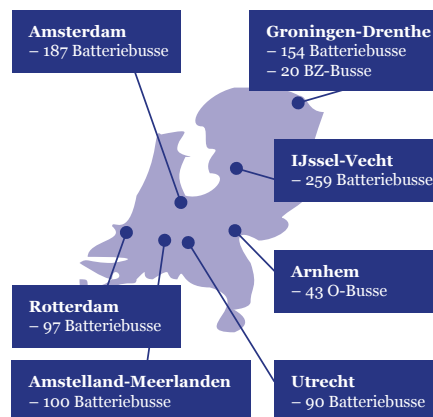 Amsterdam
– 187 Batteriebusse
Groningen-Drenthe
– 154 Batteriebusse
– 20 BZ-Busse
IJssel-Vecht
– 259 Batteriebusse
Arnhem
– 43 O-Busse
Rotterdam
– 97 Batteriebusse
Amstelland-Meerlanden
– 100 Batteriebusse
Utrecht
– 90 Batteriebusse